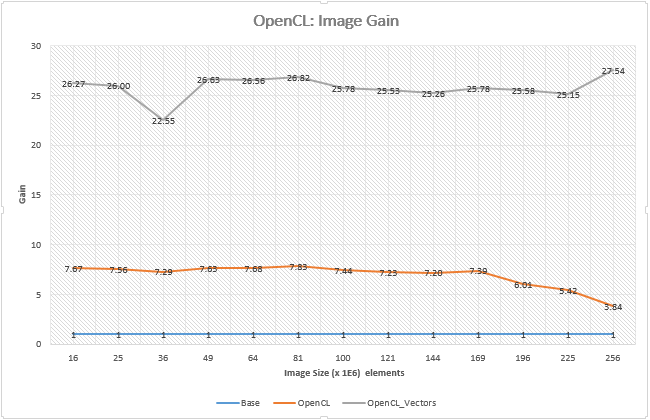 OpenCL: Image Gain
30
26.27 26.00 22.55 26.63 26.56 26.82 25.78 25.53 25.26 25.78 25.58 25.15 27.54
25
20
Gain
15
10
7.67 7.56 7.29 7.63 7.68 7.83 7.44 7.23 7.20 7.39 6.01 5.42 3.84
5
1 1 1 1 1 1 1 1 1 1 1 1 1
0
16 25 36 49 64 81 100 121 144 169 196 225 256
Image Size (x 1E6) elements
Base OpenCL OpenCL_Vectors